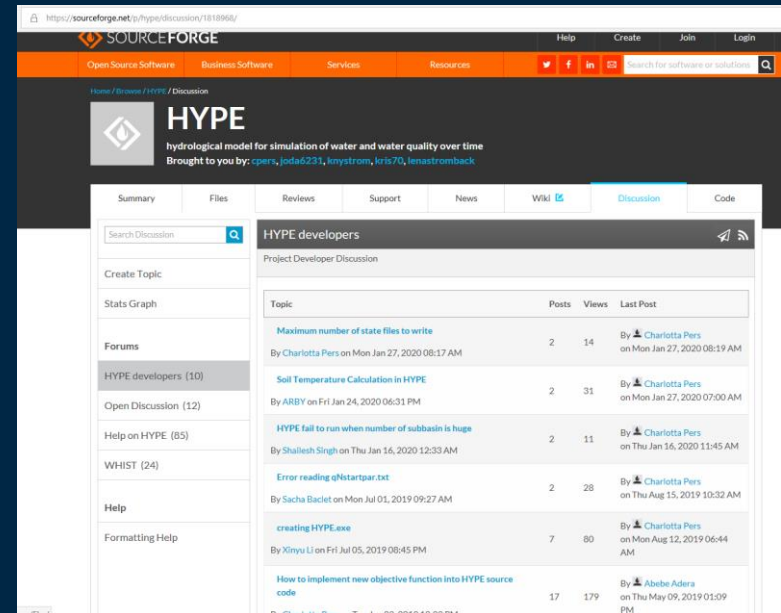 https://sourceforge.net/p/hype/discussion/1818968/
SOURCEFORGE
Help Create Join Login
Open Source Software Business Software Services Resources
Search for software or solutions
Home / Browse / HYPE / Discussion
HYPE
hydrological model for simulation of water and water quality over time
Brought to you by: cpers, joda6231, knystrom, kris70, lenastromback
Summary Files Reviews Support News Wiki Discussion Code
Search Discussion
Create Topic
Stats Graph
Forums
HYPE developers (10)
Open Discussion (12)
Help on HYPE (85)
WHIST (24)
Help
Formatting Help
HYPE developers
Project Developer Discussion
Topic Posts Views Last Post
Maximum number of state files to write
By Charlotta Pers on Mon Jan 27, 2020 08:17 AM
2 14
By Charlotta Pers
on Mon Jan 27, 2020 08:19 AM
Soil Temperature Calculation in HYPE
By ARBY on Fri Jan 24, 2020 06:31 PM
2 31
By Charlotta Pers
on Mon Jan 27, 2020 07:00 AM
HYPE fail to run when number of subbasin is huge
By Shailesh Singh on Thu Jan 16, 2020 12:33 AM
2 11
By Charlotta Pers
on Thu Jan 16, 2020 11:45 AM
Error reading qNstartpar.txt
By Sacha Baclet on Mon Jul 01, 2019 09:27 AM
2 28
By Charlotta Pers
on Thu Aug 15, 2019 10:32 AM
creating HYPE.exe
By Xinyu Li on Fri Jul 05, 2019 08:45 PM
7 80
By Charlotta Pers
on Mon Aug 12, 2019 06:44
AM
How to implement new objective function into HYPE source
code
17 179
By Abebe Adera
on Thu May 09, 2019 01:09
PM